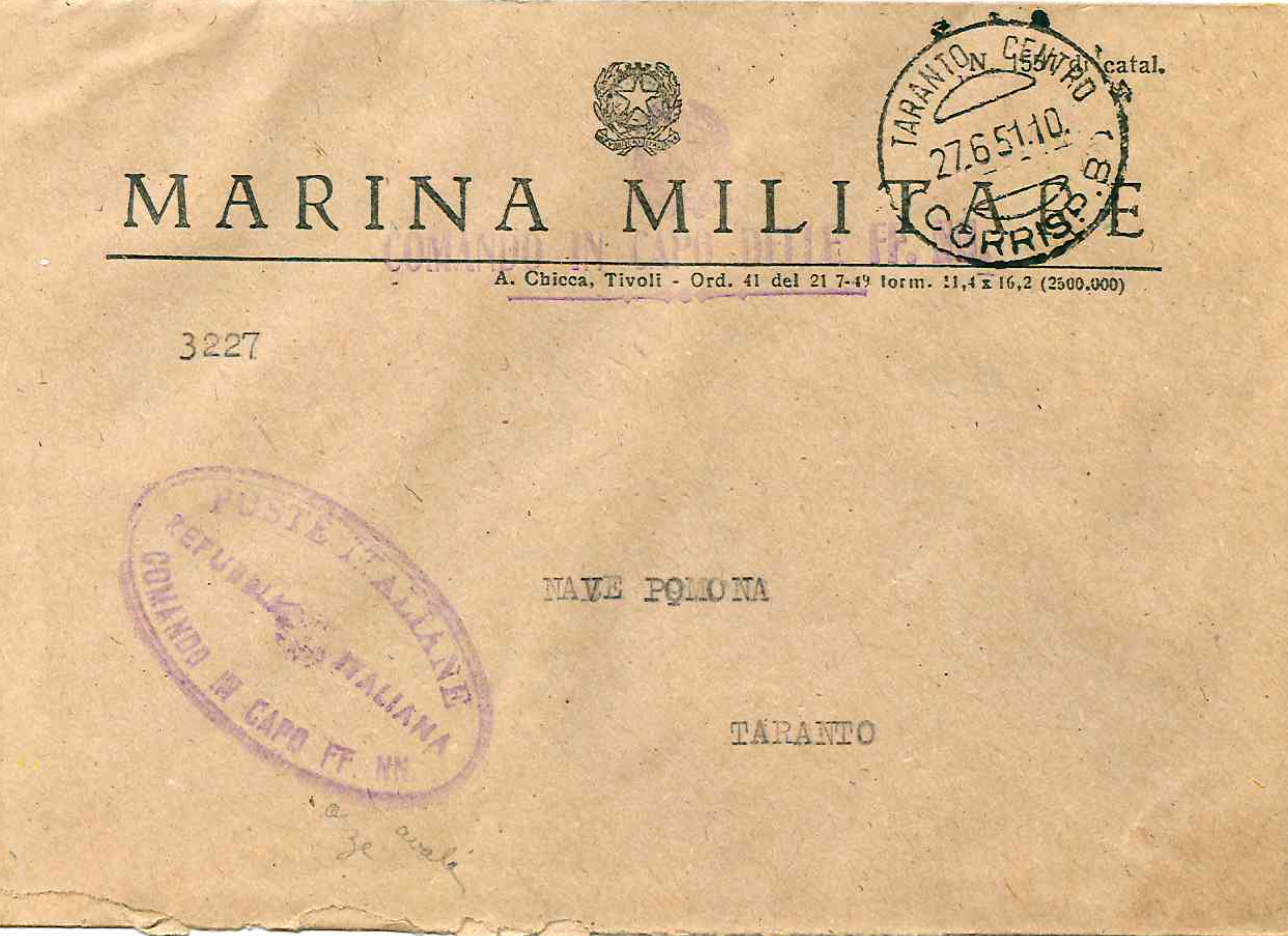 N. 155 di catal.
MARINA MILITARE
COMANDO IN CAPO DELLE FF.
A. Chicca, Tivoli - Ord. 41 del 21 7-49 form. 11,4 x 16,2 (2500.000)
TARANTO CENTRO
27.6.51.10.
CORRISP.
3227
POSTE ITALIANE
REPUBBLICA ITALIANA
COMANDO IN CAPO FF. NN.
NAVE POMONA
TARANTO